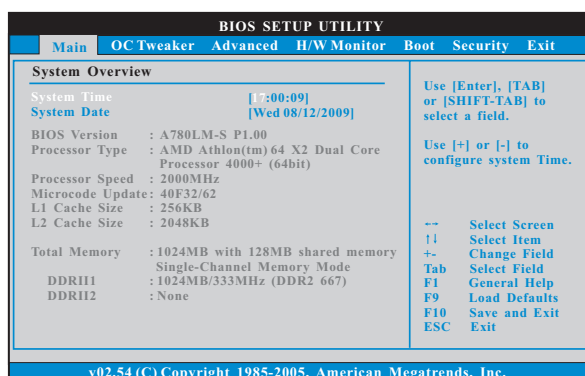 BIOS SETUP UTILITY
Main OC Tweaker Advanced H/W Monitor Boot Security Exit
System Overview
System Time [17:00:09]
System Date [Wed 08/12/2009]
BIOS Version : A780LM-S P1.00
Processor Type : AMD Athlon(tm) 64 X2 Dual Core
Processor 4000+ (64bit)
Processor Speed : 2000MHz
Microcode Update : 40F32/62
L1 Cache Size : 256KB
L2 Cache Size : 2048KB
Total Memory : 1024MB with 128MB shared memory
Single-Channel Memory Mode
DDRII1 : 1024MB/333MHz (DDR2 667)
DDRII2 : None
Use [Enter], [TAB]
or [SHIFT-TAB] to
select a field.
Use [+] or [-] to
configure system Time.
←→ Select Screen
↑↓ Select Item
+- Change Field
Tab Select Field
F1 General Help
F9 Load Defaults
F10 Save and Exit
ESC Exit
v02.54 (C) Copyright 1985-2005, American Megatrends, Inc.